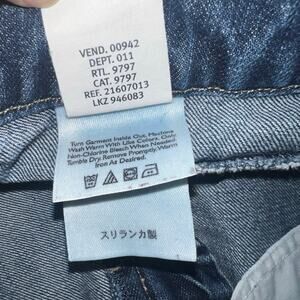 VEND. 00942
DEPT. 011
RTL. 9797
CAT. 9797
REF. 21607013
LKZ 946083
Turn Garment Inside Out. Machine
Wash Warm With Like Colors. Only
Non-Chlorine Bleach When Needed.
Tumble Dry. Remove Promptly. Warm
Iron As Desired.
スリランカ製